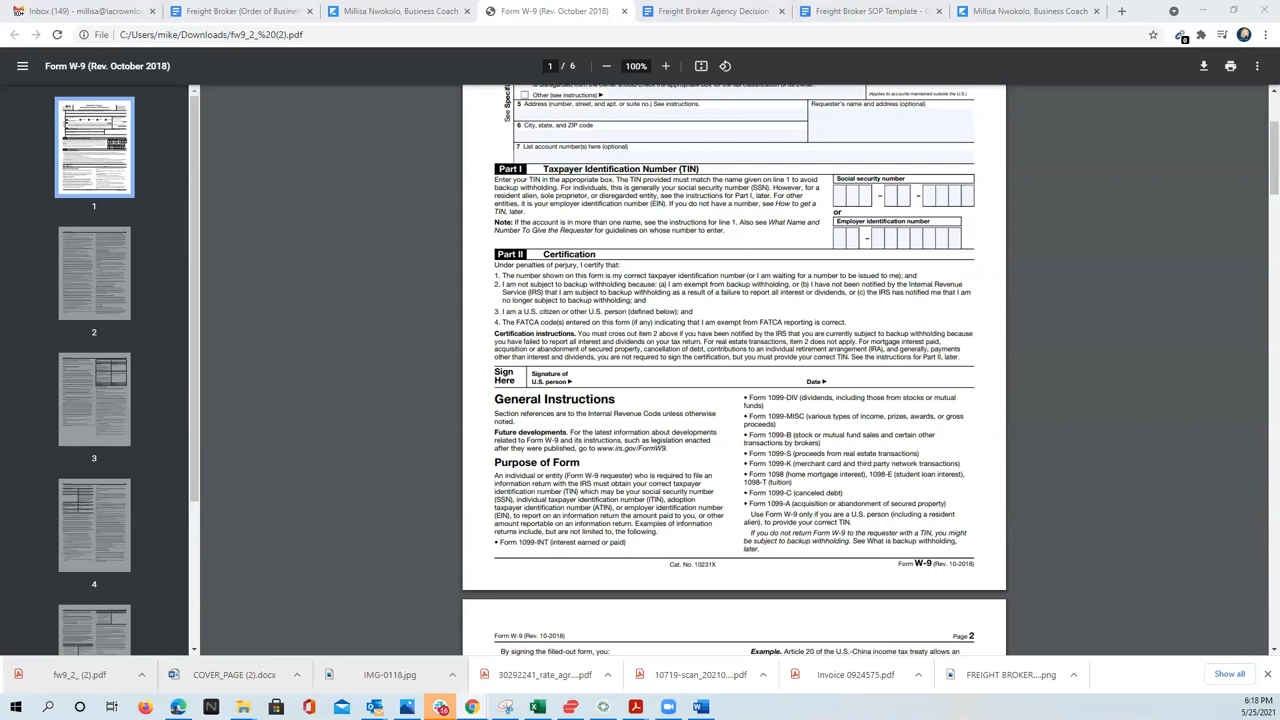 Inbox (149) - millisa@lacrownlo
Freight Broker (Order of Business
Millisa Nwokolo, Business Coach
Form W-9 (Rev. October 2018)
Freight Broker Agency Decision
Freight Broker SOP Template - G
Millisa Nwokolo, Business Coach
File | C:/Users/mike/Downloads/fw9_2_%20(2).pdf
Form W-9 (Rev. October 2018)
1 / 6
100%
1
2
3
4
See Specifi
is disregarded from the owner should check the appropriate box for the tax classification of its owner.
Other (see instructions) ▶
(Applies to accounts maintained outside the U.S.)
5 Address (number, street, and apt. or suite no.) See instructions.
Requester's name and address (optional)
6 City, state, and ZIP code
7 List account number(s) here (optional)
Part I Taxpayer Identification Number (TIN)
Enter your TIN in the appropriate box. The TIN provided must match the name given on line 1 to avoid
backup withholding. For individuals, this is generally your social security number (SSN). However, for a
resident alien, sole proprietor, or disregarded entity, see the instructions for Part I, later. For other
entities, it is your employer identification number (EIN). If you do not have a number, see How to get a
TIN, later.
Note: If the account is in more than one name, see the instructions for line 1. Also see What Name and
Number To Give the Requester for guidelines on whose number to enter.
Social security number
– –
or
Employer identification number
–
Part II Certification
Under penalties of perjury, I certify that:
1. The number shown on this form is my correct taxpayer identification number (or I am waiting for a number to be issued to me); and
2. I am not subject to backup withholding because: (a) I am exempt from backup withholding, or (b) I have not been notified by the Internal Revenue
Service (IRS) that I am subject to backup withholding as a result of a failure to report all interest or dividends, or (c) the IRS has notified me that I am
no longer subject to backup withholding; and
3. I am a U.S. citizen or other U.S. person (defined below); and
4. The FATCA code(s) entered on this form (if any) indicating that I am exempt from FATCA reporting is correct.
Certification instructions. You must cross out item 2 above if you have been notified by the IRS that you are currently subject to backup withholding because
you have failed to report all interest and dividends on your tax return. For real estate transactions, item 2 does not apply. For mortgage interest paid,
acquisition or abandonment of secured property, cancellation of debt, contributions to an individual retirement arrangement (IRA), and generally, payments
other than interest and dividends, you are not required to sign the certification, but you must provide your correct TIN. See the instructions for Part II, later.
Sign
Here
Signature of
U.S. person ▶
Date ▶
General Instructions
Section references are to the Internal Revenue Code unless otherwise
noted.
Future developments. For the latest information about developments
related to Form W-9 and its instructions, such as legislation enacted
after they were published, go to www.irs.gov/FormW9.
Purpose of Form
An individual or entity (Form W-9 requester) who is required to file an
information return with the IRS must obtain your correct taxpayer
identification number (TIN) which may be your social security number
(SSN), individual taxpayer identification number (ITIN), adoption
taxpayer identification number (ATIN), or employer identification number
(EIN), to report on an information return the amount paid to you, or other
amount reportable on an information return. Examples of information
returns include, but are not limited to, the following.
• Form 1099-INT (interest earned or paid)
• Form 1099-DIV (dividends, including those from stocks or mutual
funds)
• Form 1099-MISC (various types of income, prizes, awards, or gross
proceeds)
• Form 1099-B (stock or mutual fund sales and certain other
transactions by brokers)
• Form 1099-S (proceeds from real estate transactions)
• Form 1099-K (merchant card and third party network transactions)
• Form 1098 (home mortgage interest), 1098-E (student loan interest),
1098-T (tuition)
• Form 1099-C (canceled debt)
• Form 1099-A (acquisition or abandonment of secured property)
Use Form W-9 only if you are a U.S. person (including a resident
alien), to provide your correct TIN.
If you do not return Form W-9 to the requester with a TIN, you might
be subject to backup withholding. See What is backup withholding,
later.
Cat. No. 10231X
Form W-9 (Rev. 10-2018)
Form W-9 (Rev. 10-2018)
Page 2
By signing the filled-out form, you:
Example. Article 20 of the U.S.-China income tax treaty allows an
fw9_2_ (2).pdf
COVER_PAGE (2).docx
IMG-0118.jpg
30292241_rate_agr....pdf
10719-scan_20210....pdf
Invoice 0924575.pdf
FREIGHT BROKER....png
Show all
6:18 PM
5/25/2021